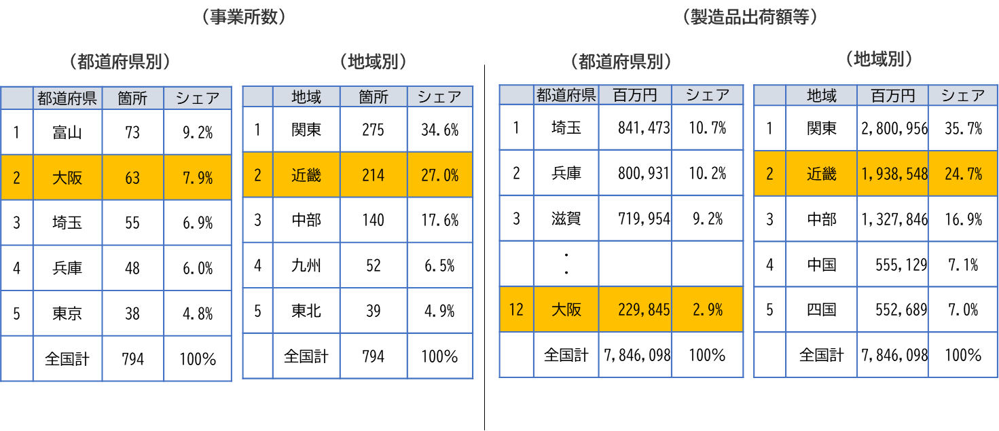 （事業所数）
（都道府県別）
都道府県 箇所 シェア
1 富山 73 9.2%
2 大阪 63 7.9%
3 埼玉 55 6.9%
4 兵庫 48 6.0%
5 東京 38 4.8%
全国計 794 100%
（地域別）
地域 箇所 シェア
1 関東 275 34.6%
2 近畿 214 27.0%
3 中部 140 17.6%
4 九州 52 6.5%
5 東北 39 4.9%
全国計 794 100%
（製造品出荷額等）
（都道府県別）
都道府県 百万円 シェア
1 埼玉 841,473 10.7%
2 兵庫 800,931 10.2%
3 滋賀 719,954 9.2%
：
12 大阪 229,845 2.9%
全国計 7,846,098 100%
（地域別）
地域 百万円 シェア
1 関東 2,800,956 35.7%
2 近畿 1,938,548 24.7%
3 中部 1,327,846 16.9%
4 中国 555,129 7.1%
5 四国 552,689 7.0%
全国計 7,846,098 100%